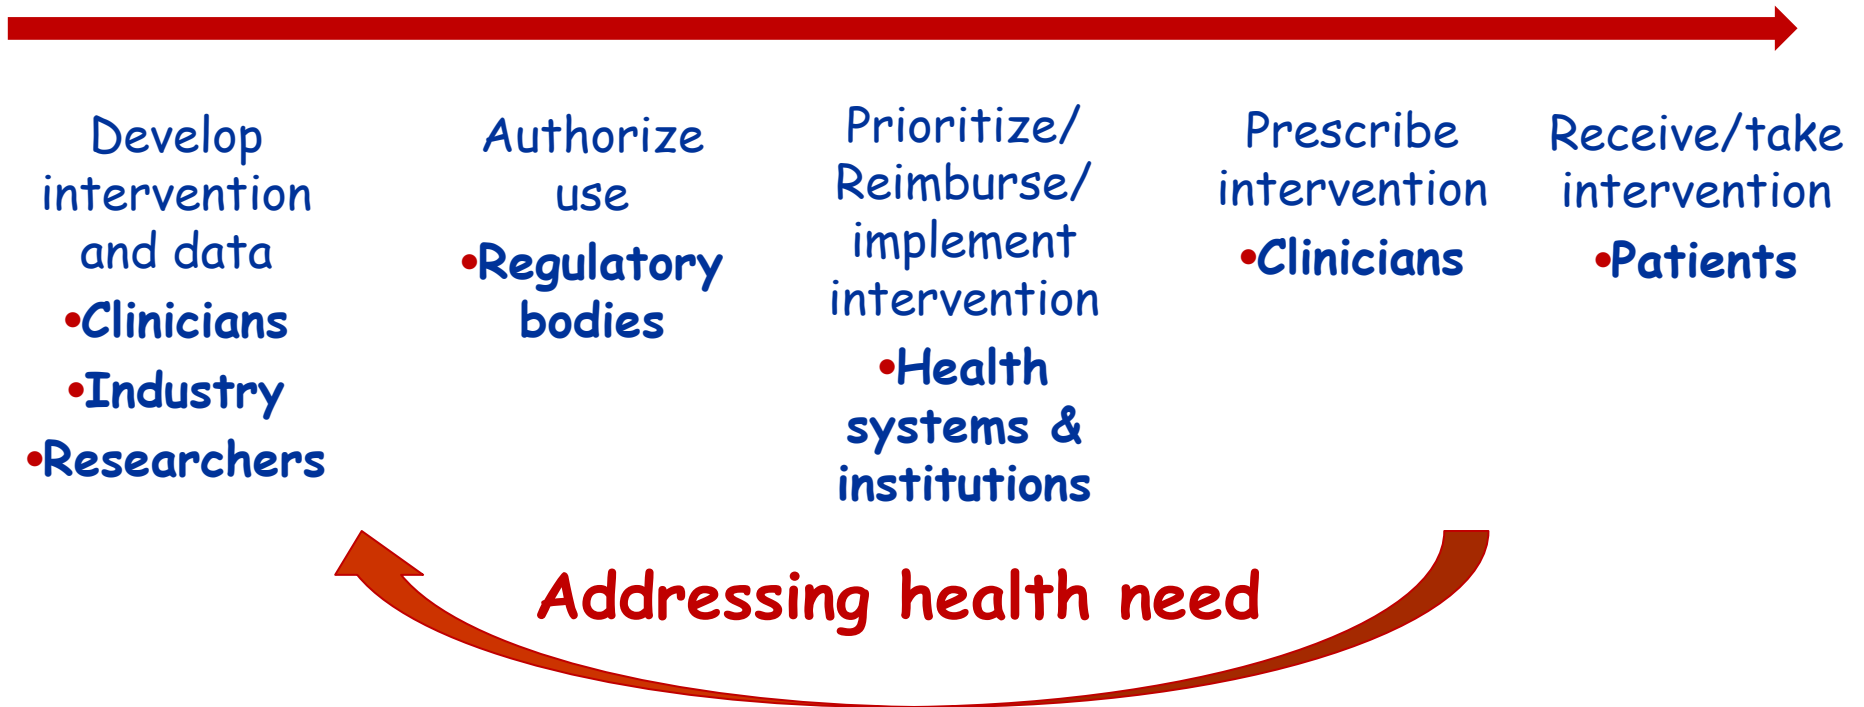 Develop
intervention
and data
•Clinicians
•Industry
•Researchers
Authorize
use
•Regulatory
bodies
Prioritize/
Reimburse/
implement
intervention
•Health
systems &
institutions
Prescribe
intervention
•Clinicians
Receive/take
intervention
•Patients
Addressing health need